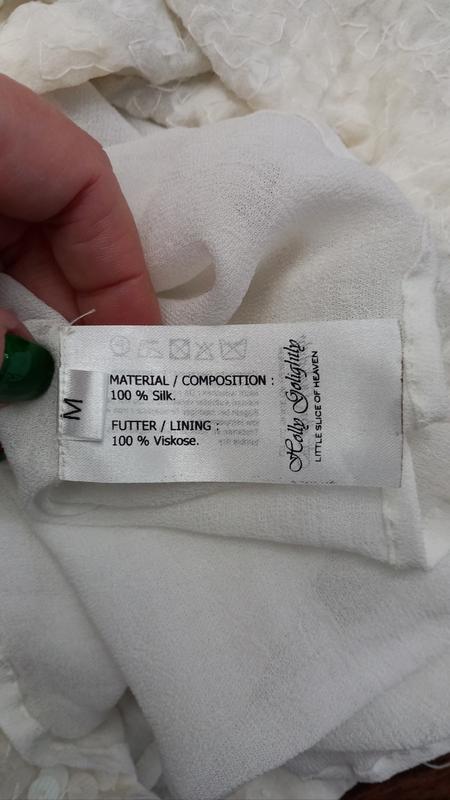 M
MATERIAL / COMPOSITION :
100 % Silk.
FUTTER / LINING :
100 % Viskose.
Holly Golightly
LITTLE SLICE OF HEAVEN